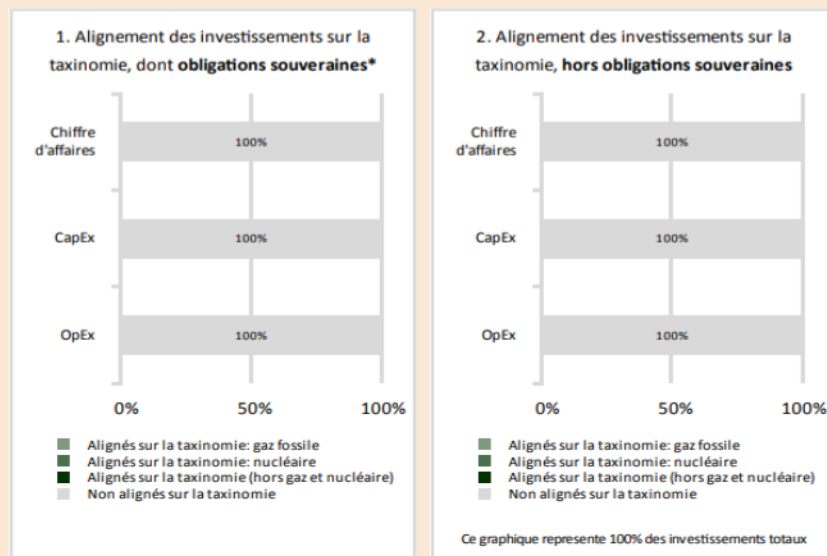 1. Alignement des investissements sur la
taxinomie, dont obligations souveraines*
Chiffre
d'affaires
100%
CapEx
100%
OpEx
100%
0% 50% 100%
Alignés sur la taxinomie: gaz fossile
Alignés sur la taxinomie: nucléaire
Alignés sur la taxinomie (hors gaz et nucléaire)
Non alignés sur la taxinomie
2. Alignement des investissements sur la
taxinomie, hors obligations souveraines
Chiffre
d'affaires
100%
CapEx
100%
OpEx
100%
0% 50% 100%
Alignés sur la taxinomie: gaz fossile
Alignés sur la taxinomie: nucléaire
Alignés sur la taxinomie (hors gaz et nucléaire)
Non alignés sur la taxinomie
Ce graphique represente 100% des investissements totaux